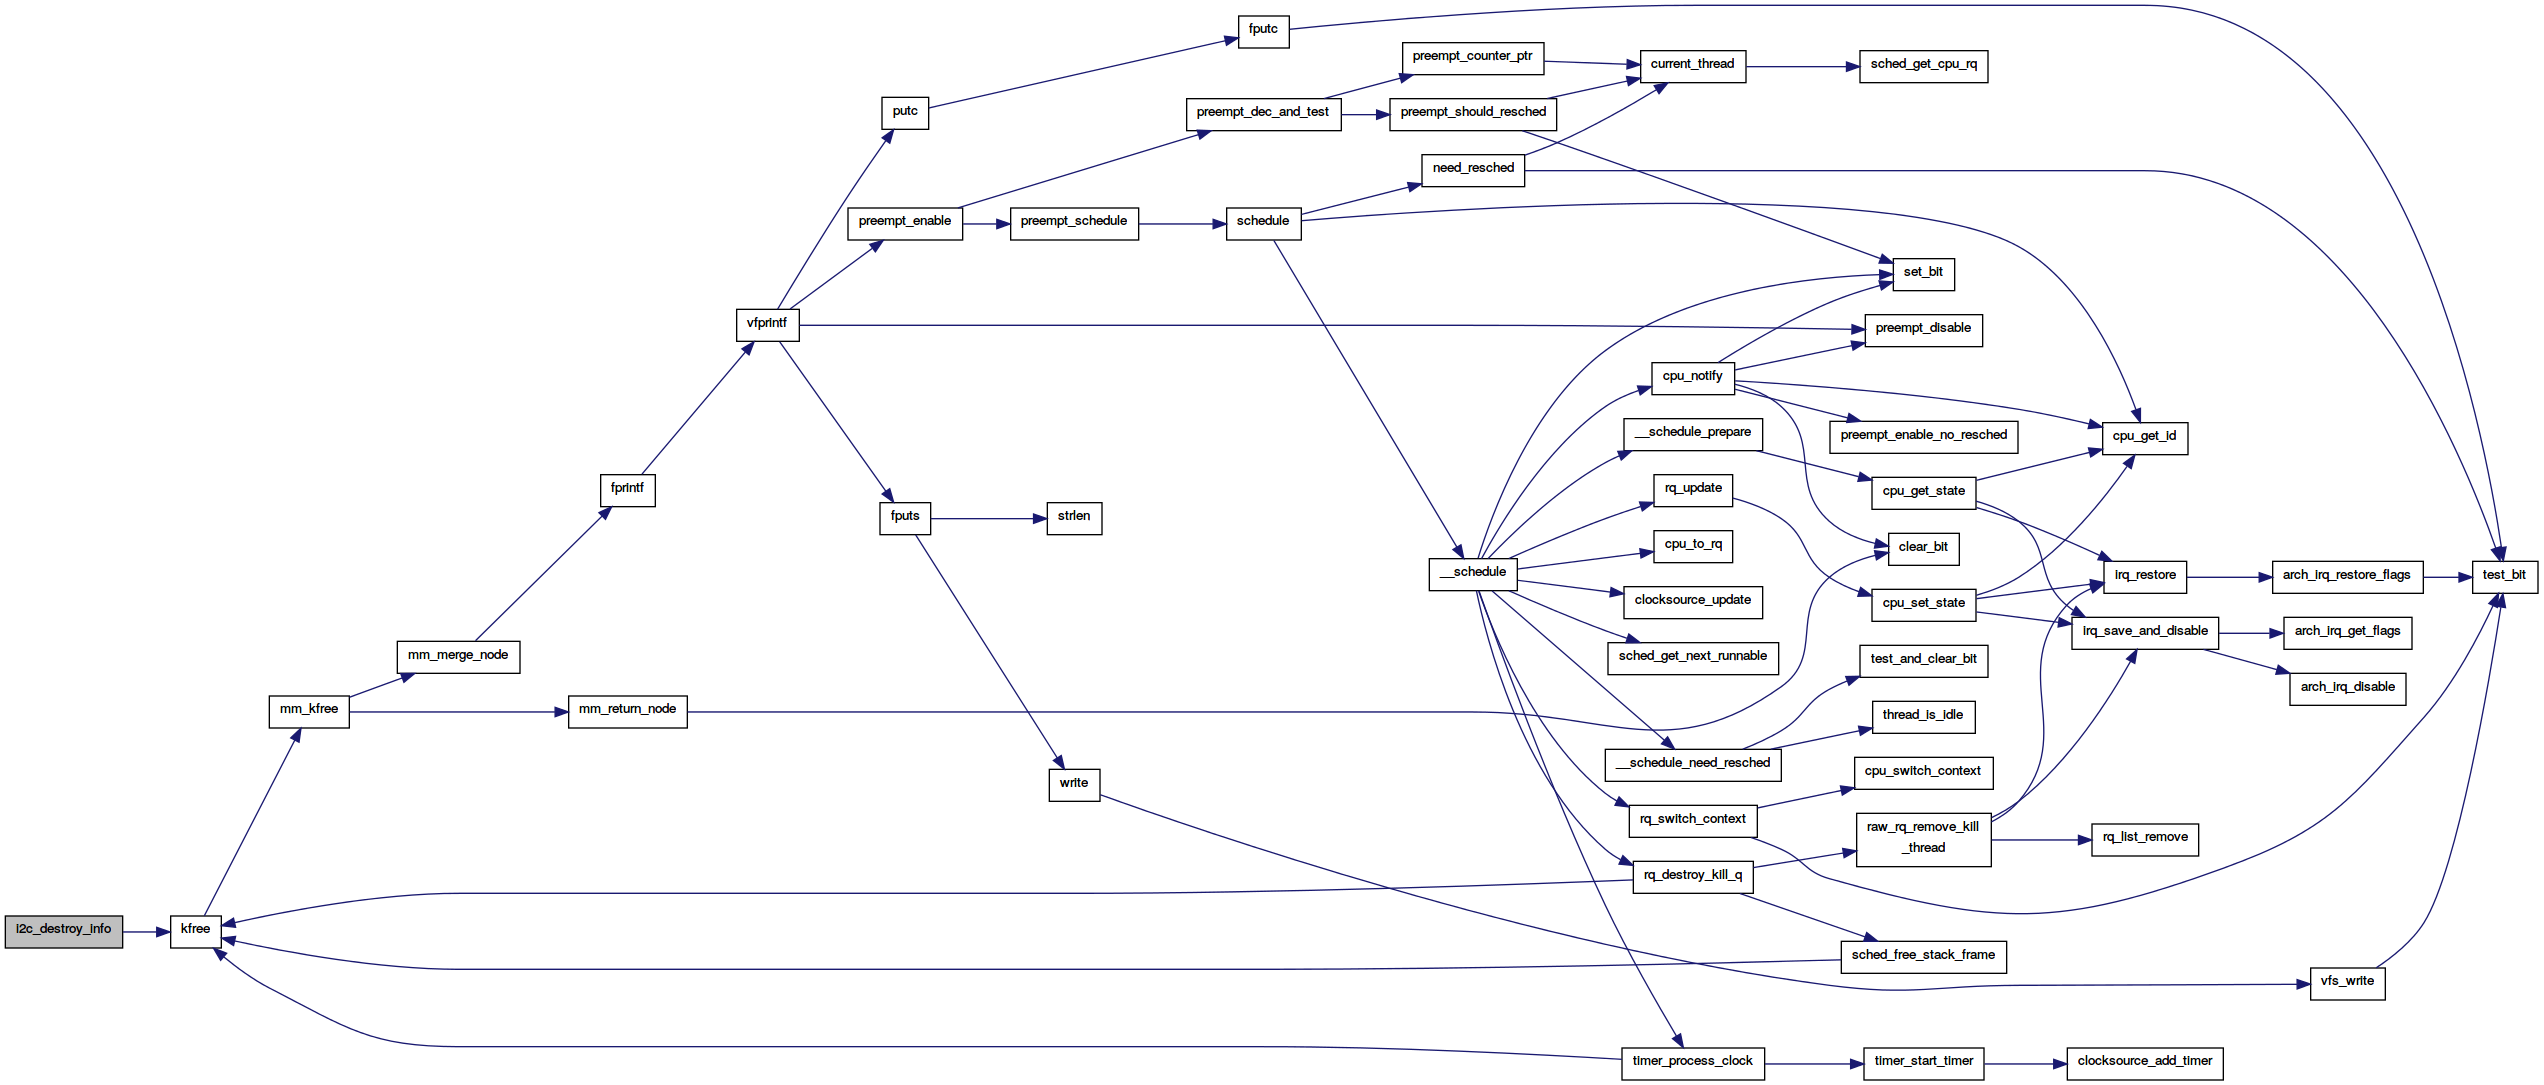 fputc
preempt_counter_ptr
current_thread
sched_get_cpu_rq
putc
preempt_dec_and_test
preempt_should_resched
need_resched
preempt_enable
preempt_schedule
schedule
set_bit
vfprintf
preempt_disable
cpu_notify
__schedule_prepare
preempt_enable_no_resched
cpu_get_id
fprintf
rq_update
cpu_get_state
fputs
strlen
cpu_to_rq
clear_bit
__schedule
irq_restore
arch_irq_restore_flags
test_bit
clocksource_update
cpu_set_state
irq_save_and_disable
arch_irq_get_flags
mm_merge_node
sched_get_next_runnable
test_and_clear_bit
arch_irq_disable
mm_kfree
mm_return_node
thread_is_idle
__schedule_need_resched
write
cpu_switch_context
rq_switch_context
raw_rq_remove_kill
_thread
rq_list_remove
rq_destroy_kill_q
i2c_destroy_info
kfree
sched_free_stack_frame
vfs_write
timer_process_clock
timer_start_timer
clocksource_add_timer